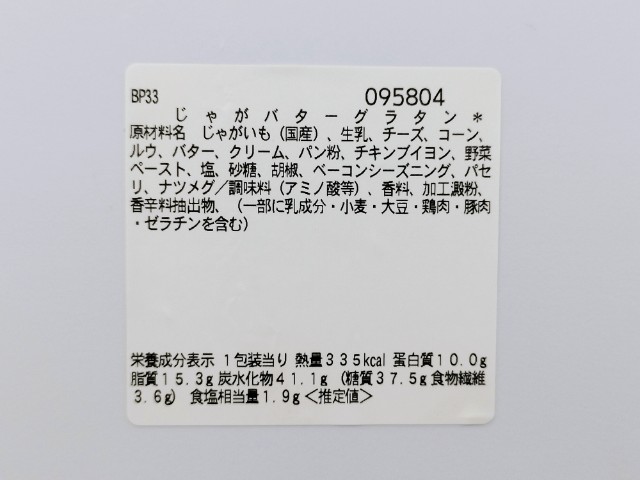 BP33 095804
じゃがバターグラタン＊
原材料名 じゃがいも（国産）、生乳、チーズ、コーン、
ルウ、バター、クリーム、パン粉、チキンブイヨン、野菜
ペースト、塩、砂糖、胡椒、ベーコンシーズニング、パセ
リ、ナツメグ／調味料（アミノ酸等）、香料、加工澱粉、
香辛料抽出物、（一部に乳成分・小麦・大豆・鶏肉・豚肉
・ゼラチンを含む）
栄養成分表示 １包装当り 熱量３３５kcal 蛋白質１０.０g
脂質１５.３g 炭水化物４１.１g （糖質３７.５g食物繊維
３.６g） 食塩相当量１.９g＜推定値＞